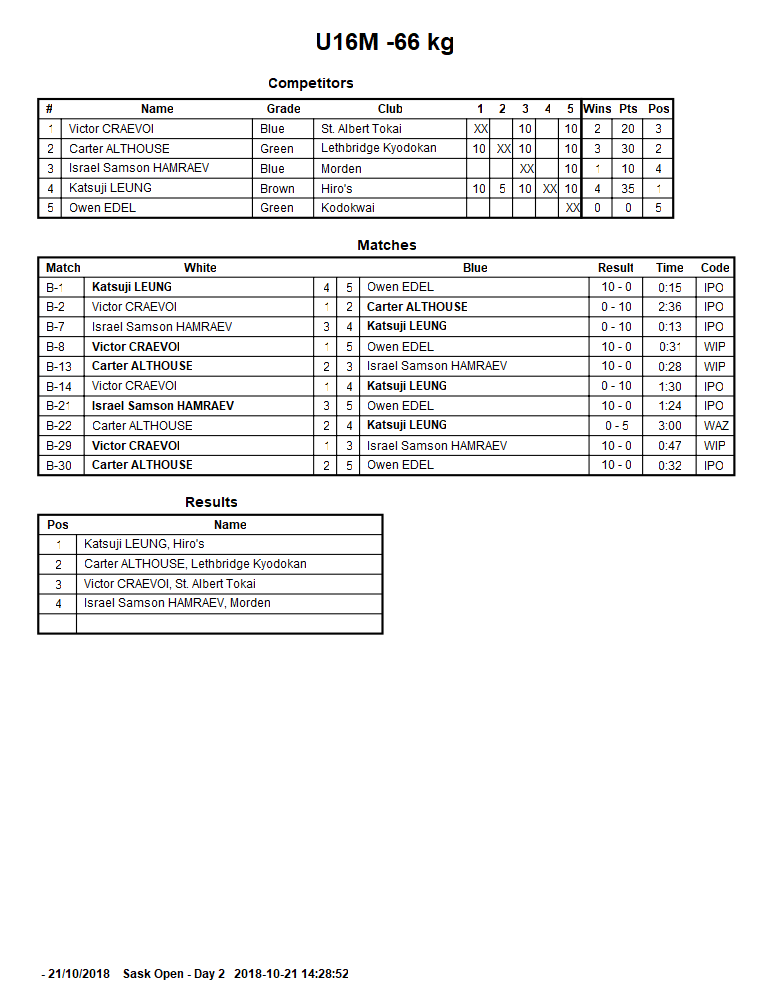 U16M -66 kg
Competitors
# Name Grade Club 1 2 3 4 5 Wins Pts Pos
1 Victor CRAEVOI Blue St. Albert Tokai XX 10 10 2 20 3
2 Carter ALTHOUSE Green Lethbridge Kyodokan 10 XX 10 10 3 30 2
3 Israel Samson HAMRAEV Blue Morden XX 10 1 10 4
4 Katsuji LEUNG Brown Hiro's 10 5 10 XX 10 4 35 1
5 Owen EDEL Green Kodokwai XX 0 0 5
Matches
Match White Blue Result Time Code
B-1 Katsuji LEUNG 4 5 Owen EDEL 10 - 0 0:15 IPO
B-2 Victor CRAEVOI 1 2 Carter ALTHOUSE 0 - 10 2:36 IPO
B-7 Israel Samson HAMRAEV 3 4 Katsuji LEUNG 0 - 10 0:13 IPO
B-8 Victor CRAEVOI 1 5 Owen EDEL 10 - 0 0:31 WIP
B-13 Carter ALTHOUSE 2 3 Israel Samson HAMRAEV 10 - 0 0:28 WIP
B-14 Victor CRAEVOI 1 4 Katsuji LEUNG 0 - 10 1:30 IPO
B-21 Israel Samson HAMRAEV 3 5 Owen EDEL 10 - 0 1:24 IPO
B-22 Carter ALTHOUSE 2 4 Katsuji LEUNG 0 - 5 3:00 WAZ
B-29 Victor CRAEVOI 1 3 Israel Samson HAMRAEV 10 - 0 0:47 WIP
B-30 Carter ALTHOUSE 2 5 Owen EDEL 10 - 0 0:32 IPO
Results
Pos Name
1 Katsuji LEUNG, Hiro's
2 Carter ALTHOUSE, Lethbridge Kyodokan
3 Victor CRAEVOI, St. Albert Tokai
4 Israel Samson HAMRAEV, Morden
- 21/10/2018 Sask Open - Day 2 2018-10-21 14:28:52